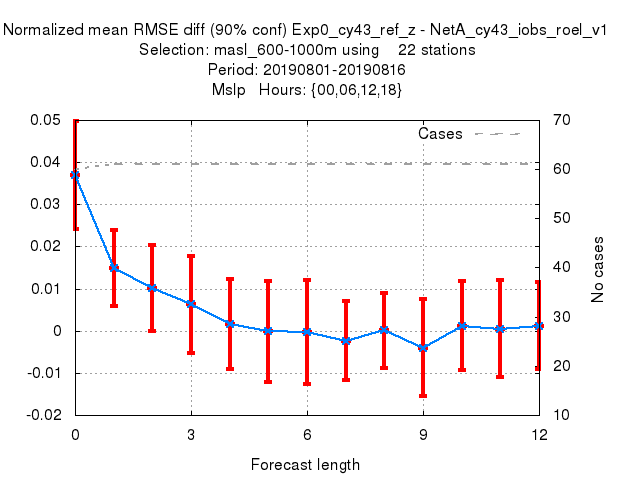 Normalized mean RMSE diff (90% conf) Exp0_cy43_ref_z - NetA_cy43_iobs_roel_v1
Selection: masl_600-1000m using    22 stations
Period: 20190801-20190816
Mslp   Hours: {00,06,12,18}
0.05
0.04
0.03
0.02
0.01
0
-0.01
-0.02
Cases
70
60
50
40
30
20
10
No cases
0 3 6 9 12
Forecast length